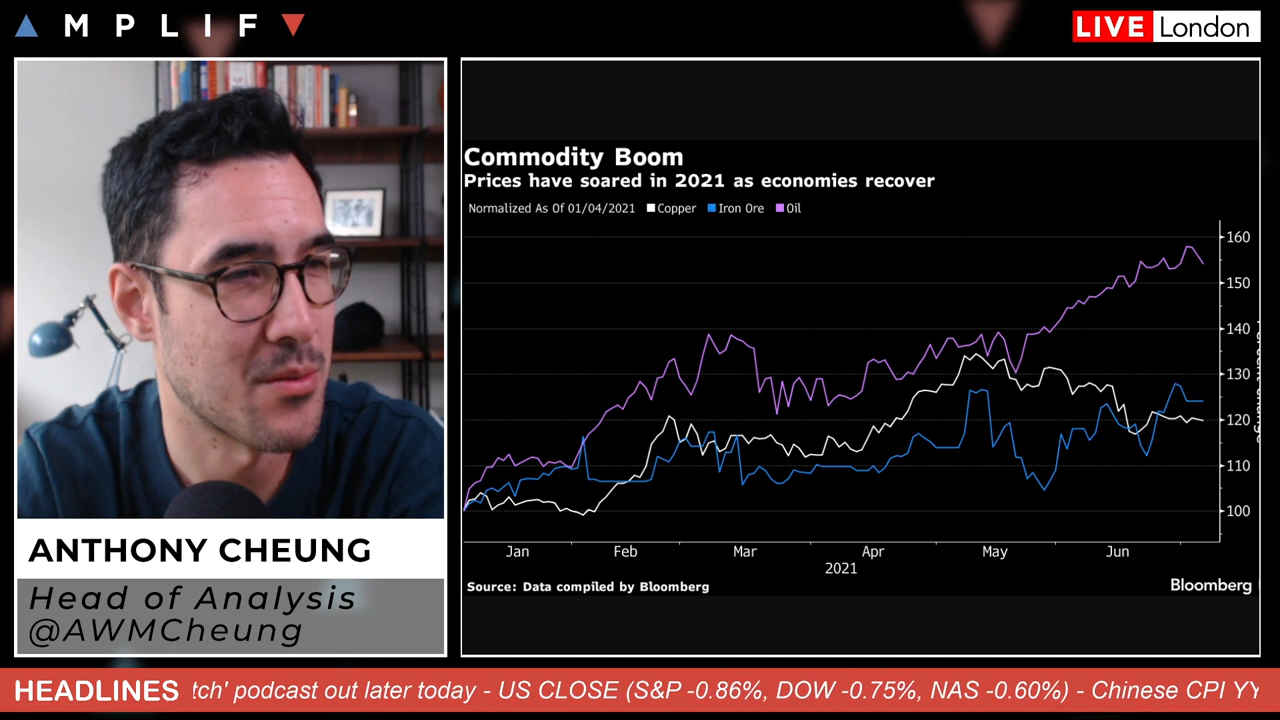 MPLIF
LIVE London
Commodity Boom
Prices have soared in 2021 as economies recover
Normalized As Of 01/04/2021 Copper Iron Ore Oil
160
150
140
130
120
110
100
Jan Feb Mar Apr May Jun
2021
Source: Data compiled by Bloomberg
Bloomberg
ANTHONY CHEUNG
Head of Analysis
@AWMCheung
HEADLINES tch' podcast out later today - US CLOSE (S&P -0.86%, DOW -0.75%, NAS -0.60%) - Chinese CPI YY